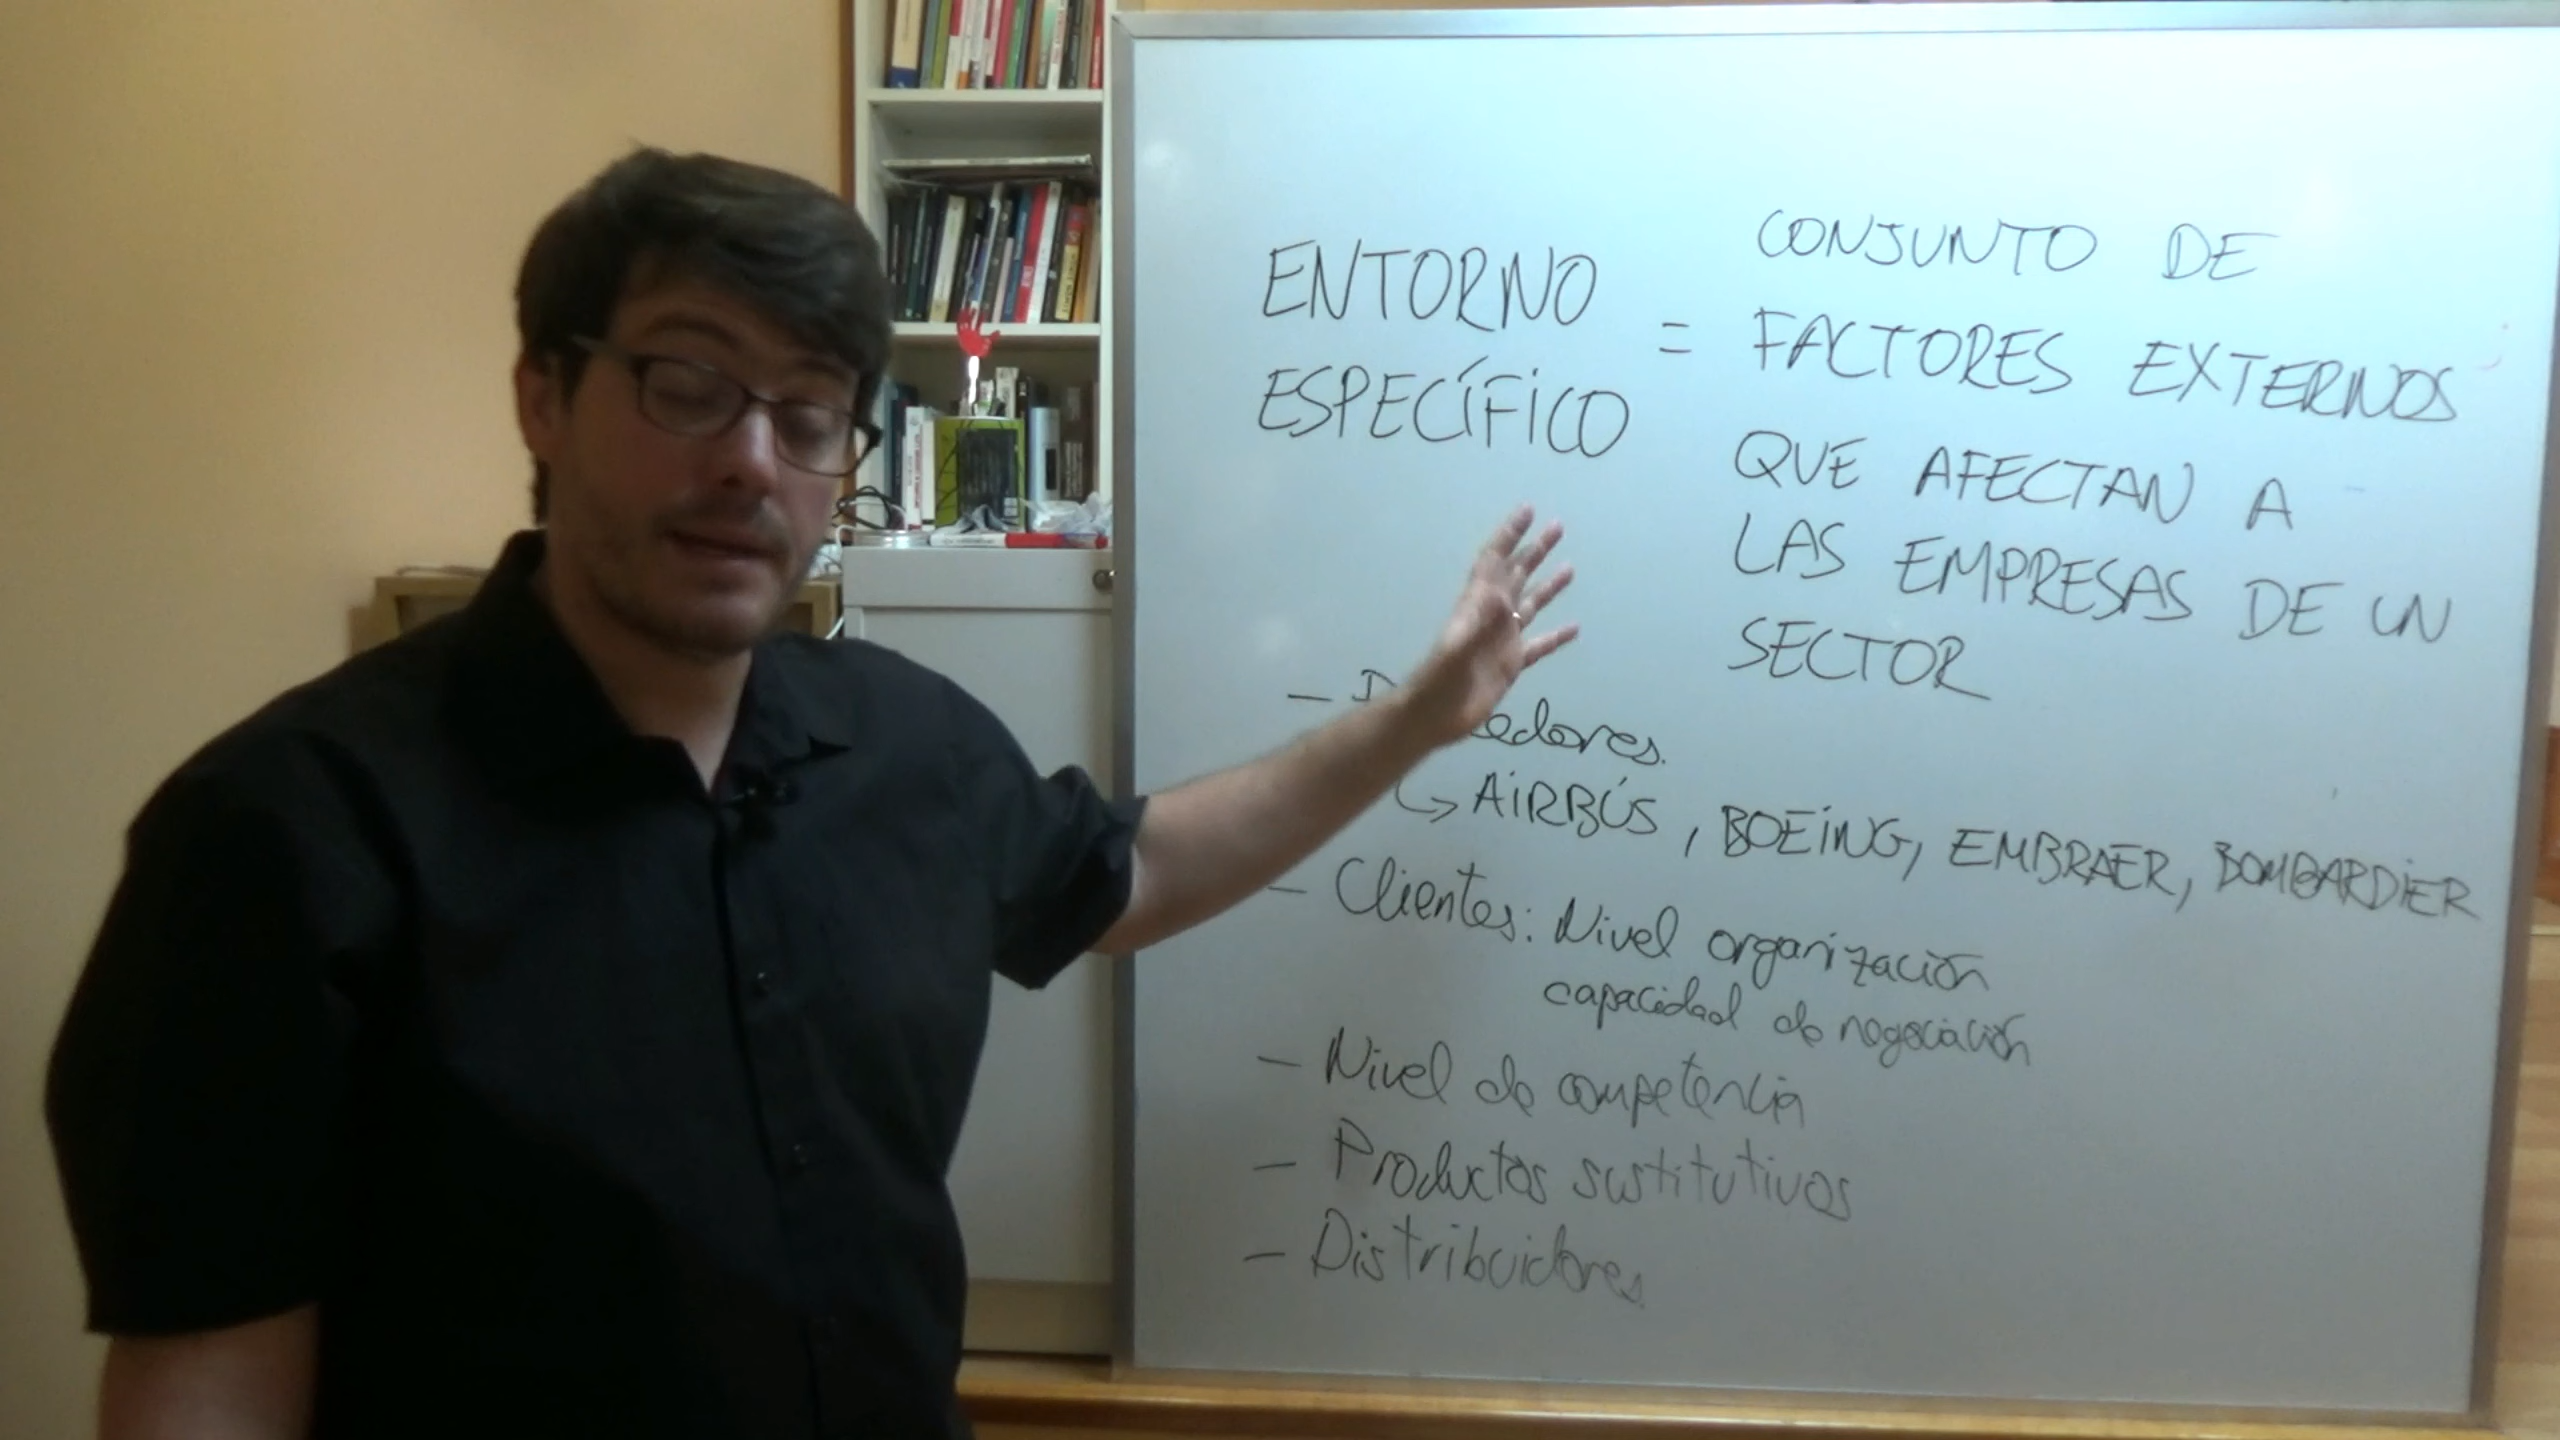 ENTORNO
ESPECÍFICO
=
CONJUNTO DE
FACTORES EXTERNOS
QUE AFECTAN A
LAS EMPRESAS DE UN
SECTOR
-
↳ AIRBÚS, BOEING, EMBRAER, BOMBARDIER
- Clientes: Nivel organización
capacidad de negociación
- Nivel de competencia
- Productos sustitutivos
- Distribuidores